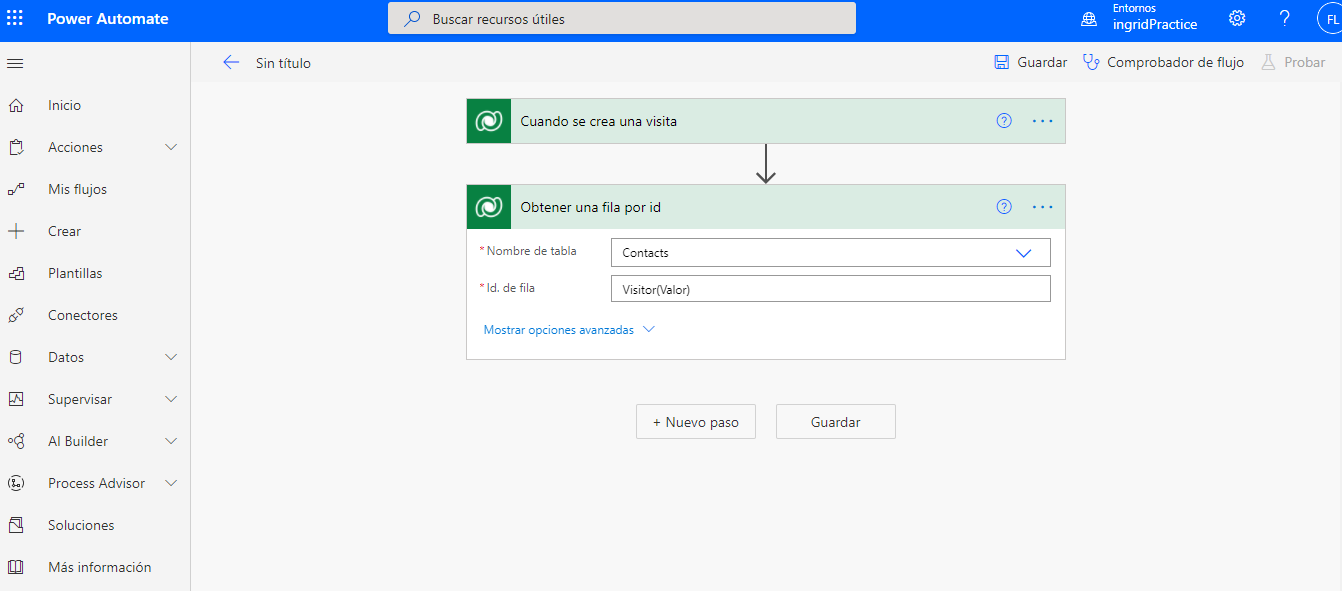 Power Automate
Buscar recursos útiles
Entornos
ingridPractice
?
FL
Sin título
Guardar
Comprobador de flujo
Probar
Inicio
Acciones
Mis flujos
Crear
Plantillas
Conectores
Datos
Supervisar
AI Builder
Process Advisor
Soluciones
Más información
Cuando se crea una visita
? ...
Obtener una fila por id
? ...
*Nombre de tabla
Contacts
*Id. de fila
Visitor(Valor)
Mostrar opciones avanzadas
+ Nuevo paso
Guardar